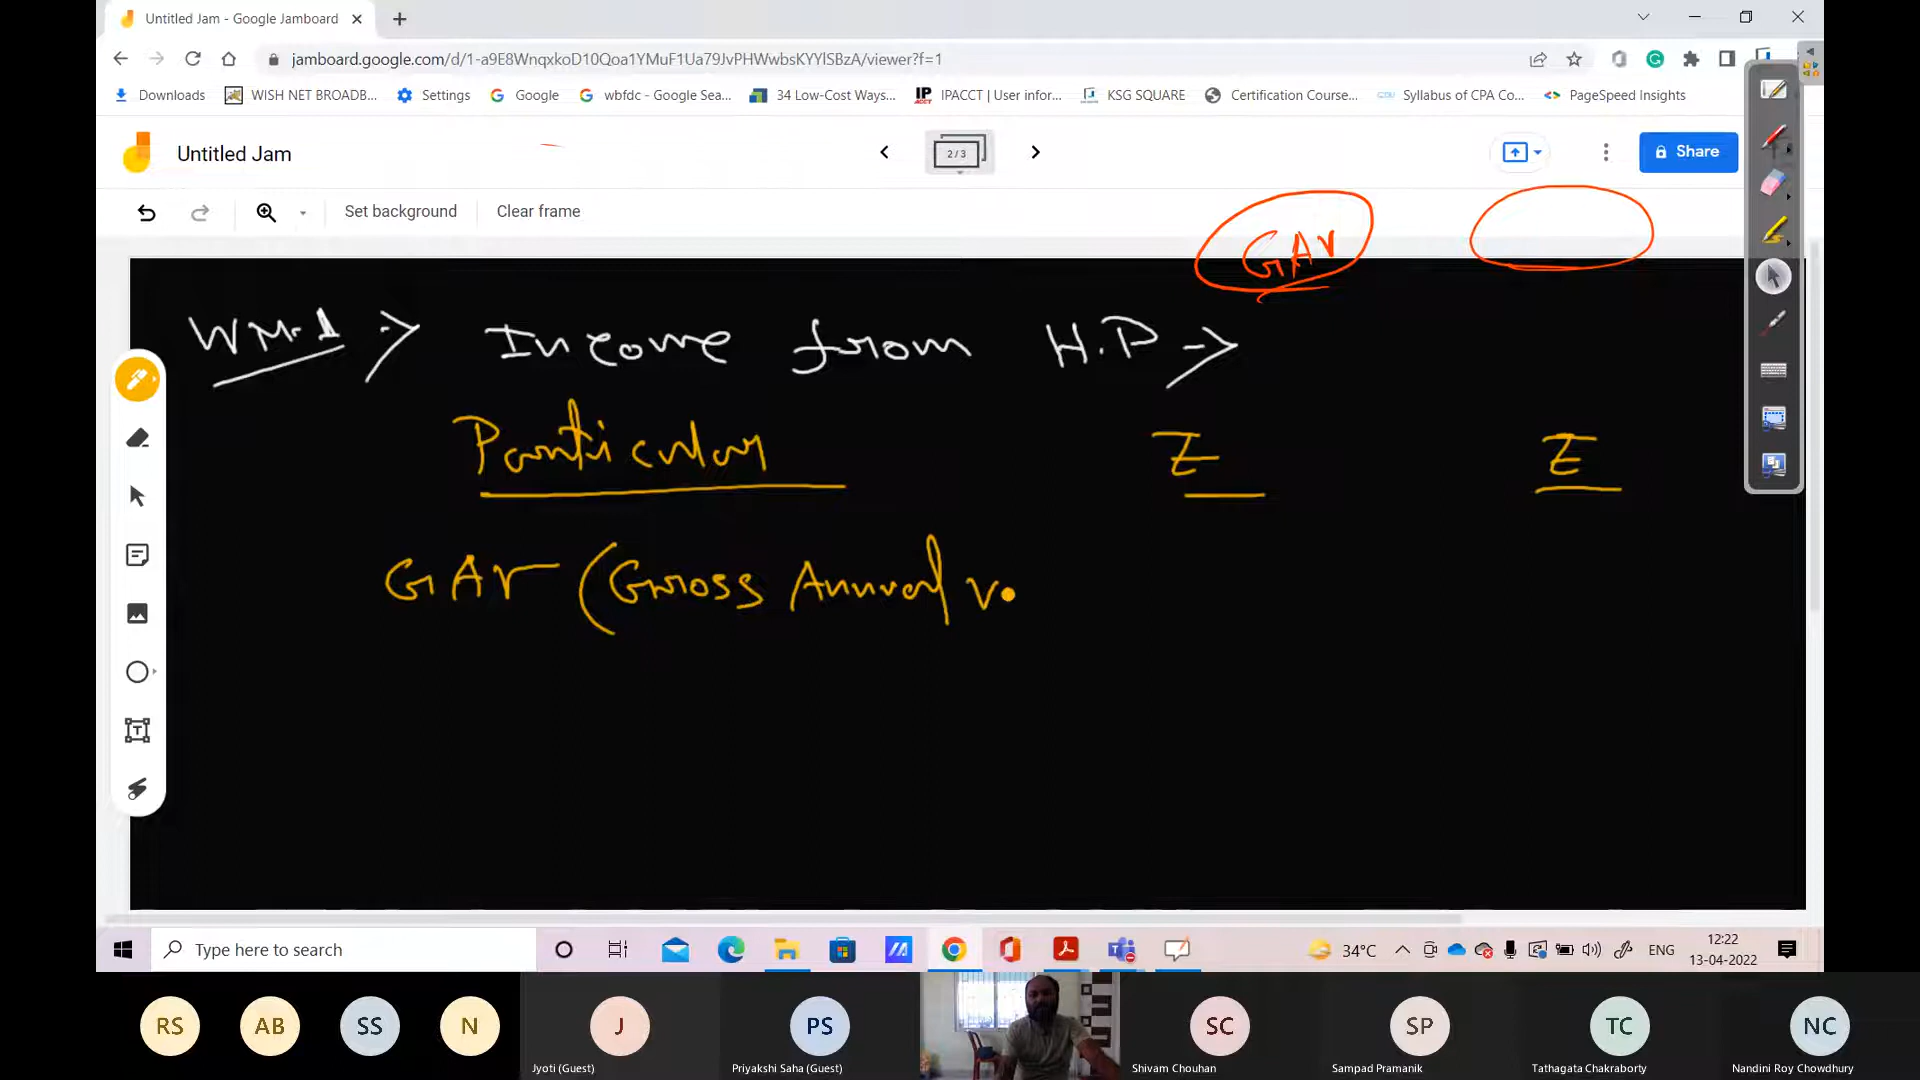 Untitled Jam - Google Jamboard
jamboard.google.com/d/1-a9E8WnqxkoD10Qoa1YMuF1Ua79JvPHWwbsKYYlSBzA/viewer?f=1
Downloads WISH NET BROADB... Settings Google wbfdc - Google Sea... 34 Low-Cost Ways... IP IPACCT | User infor... KSG SQUARE Certification Course... Syllabus of CPA Co... PageSpeed Insights
Untitled Jam
2 / 3
Share
Set background Clear frame
GAV
WN-1 Income from H.P
Particular
GAV (Gross Annual v
Type here to search
34°C ENG
12:22
13-04-2022
RS AB SS N J PS SC SP TC NC
Jyoti (Guest) Priyakshi Saha (Guest) Shivam Chouhan Sampad Pramanik Tathagata Chakraborty Nandini Roy Chowdhury